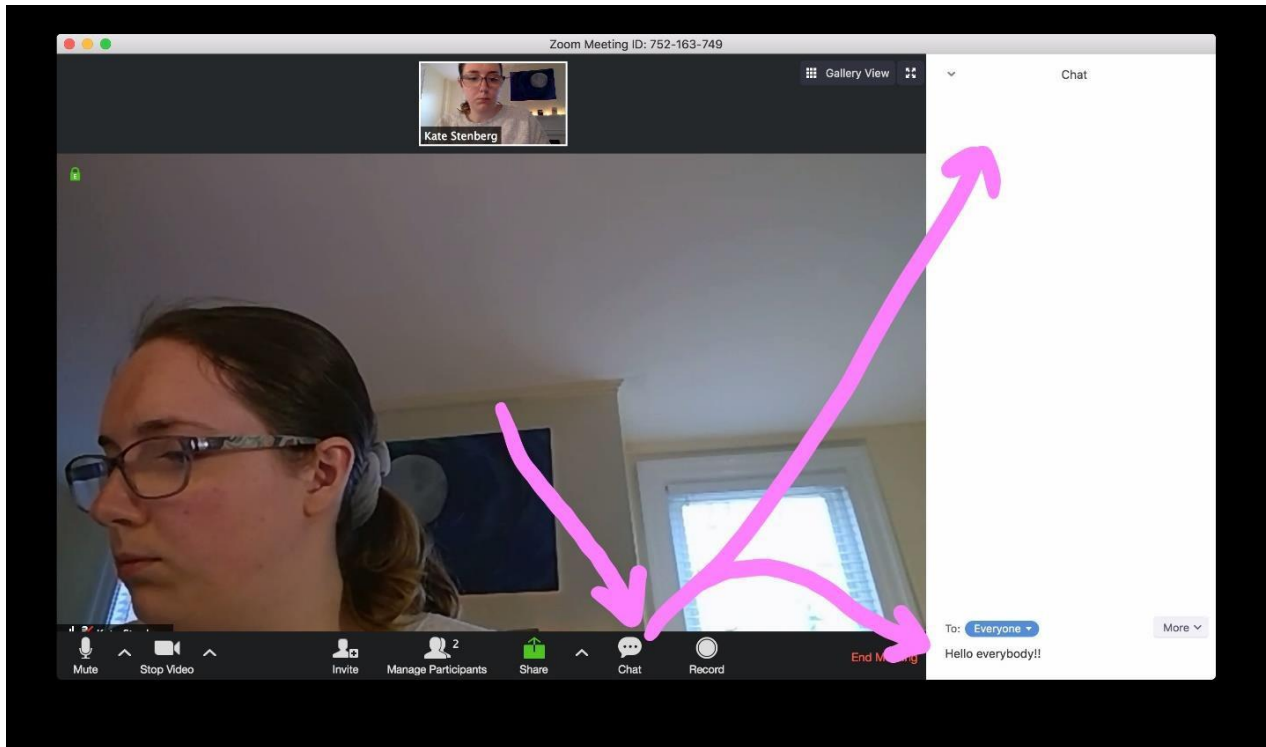 Zoom Meeting ID: 752-163-749
Gallery View
Chat
Kate Stenberg
To: Everyone
More
Hello everybody!!
Mute
Stop Video
Invite
Manage Participants
2
Share
Chat
Record
End